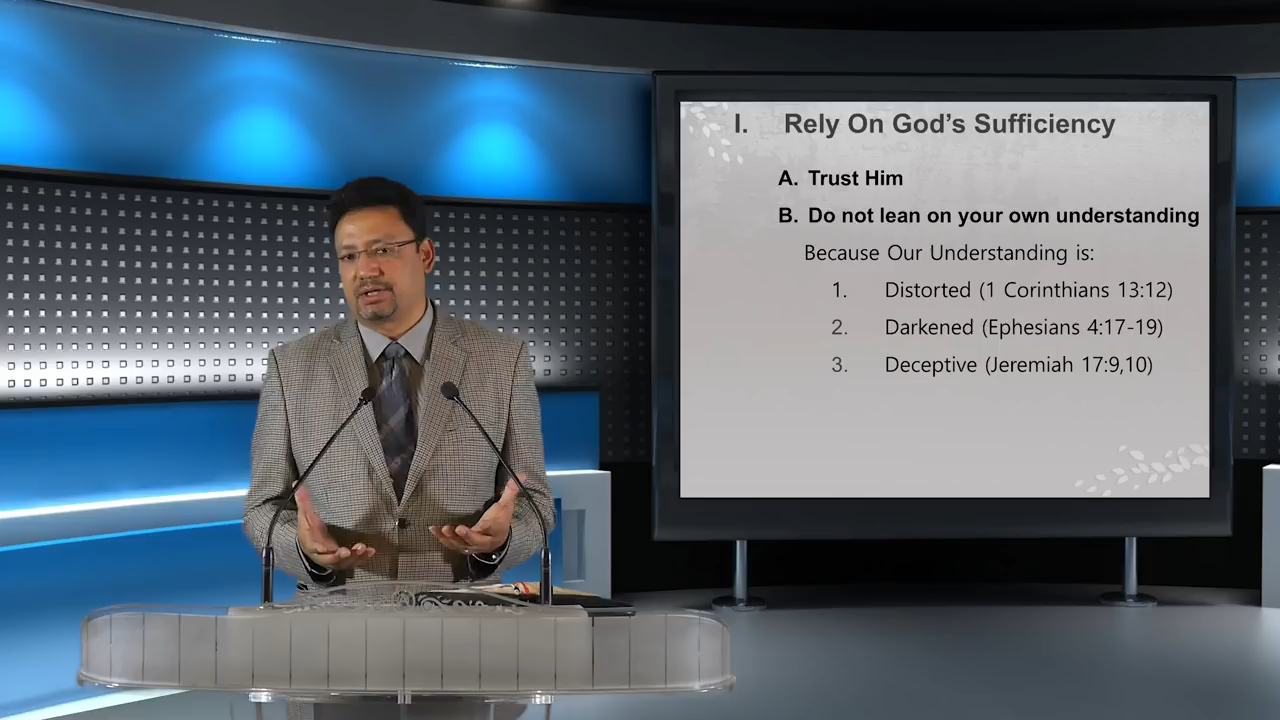 I. Rely On God’s Sufficiency
A. Trust Him
B. Do not lean on your own understanding
Because Our Understanding is:
1. Distorted (1 Corinthians 13:12)
2. Darkened (Ephesians 4:17-19)
3. Deceptive (Jeremiah 17:9,10)